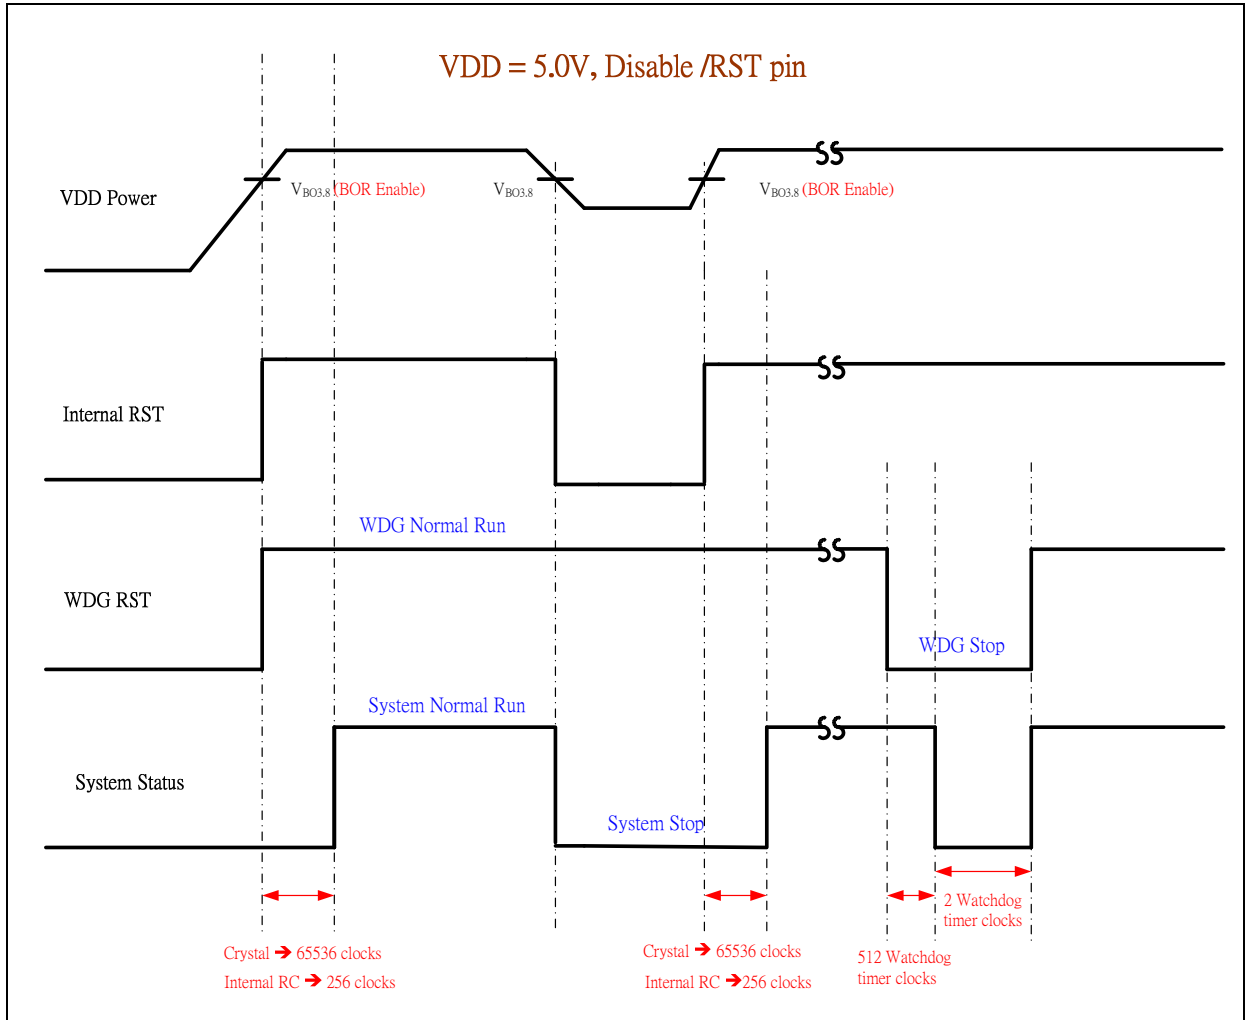 VDD = 5.0V, Disable /RST pin
VDD Power
VBO3.8 (BOR Enable)
VBO3.8
VBO3.8 (BOR Enable)
Internal RST
WDG Normal Run
WDG RST
WDG Stop
System Normal Run
System Status
System Stop
Crystal ➔ 65536 clocks
Internal RC ➔ 256 clocks
Crystal ➔ 65536 clocks
Internal RC ➔256 clocks
512 Watchdog
timer clocks
2 Watchdog
timer clocks